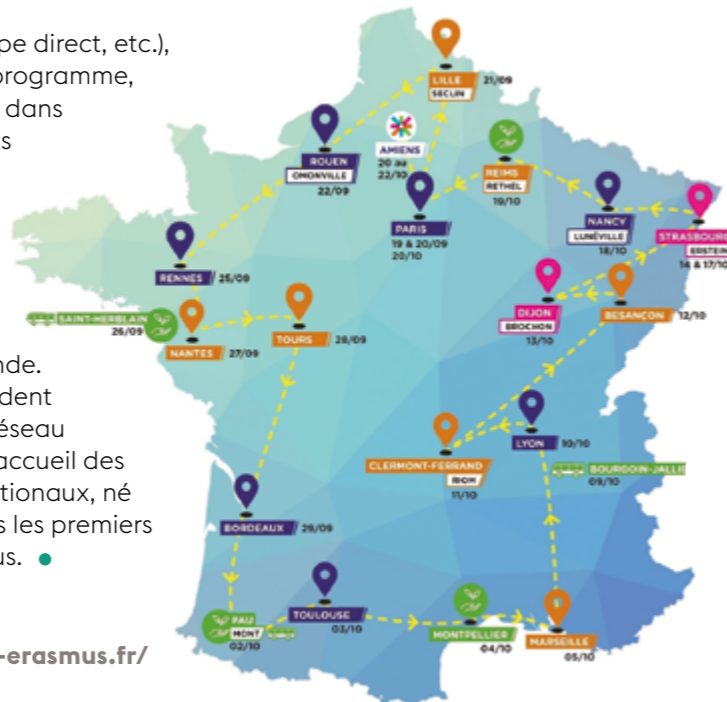 pe direct, etc.),
programme,
dans
s
nde.
dent
éseau
accueil des
tionaux, né
s les premiers
us.
-erasmus.fr/
LILLE
SECLIN
21/09
AMIENS
20 au
22/10
ROUEN
OMONVILLE
22/09
REIMS
RETHEL
19/10
PARIS
19 & 20/09
20/10
NANCY
LUNÉVILLE
18/10
STRASBOURG
ERSTEIN
14 & 17/10
RENNES
25/09
SAINT-HERBLAIN
26/09
NANTES
27/09
TOURS
28/09
DIJON
BROCHON
13/10
BESANÇON
12/10
CLERMONT-FERRAND
RIOM
11/10
LYON
10/10
BOURGOIN-JALLIE
09/10
BORDEAUX
29/09
PAU
MONT
02/10
TOULOUSE
03/10
MONTPELLIER
04/10
MARSEILLE
05/10